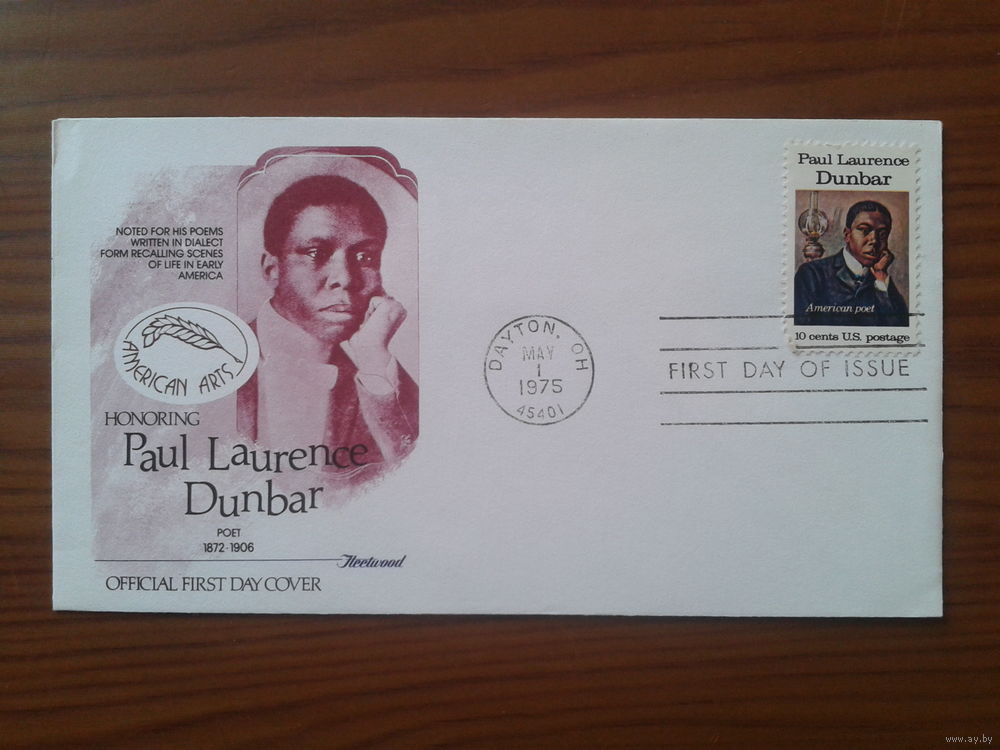 NOTED FOR HIS POEMS
WRITTEN IN DIALECT
FORM RECALLING SCENES
OF LIFE IN EARLY
AMERICA
AMERICAN ARTS
HONORING
Paul Laurence
Dunbar
POET
1872-1906
Fleetwood
OFFICIAL FIRST DAY COVER
DAYTON, OH
MAY
1
1975
45401
Paul Laurence
Dunbar
American poet
10 cents U.S. postage
FIRST DAY OF ISSUE
www.ay.by